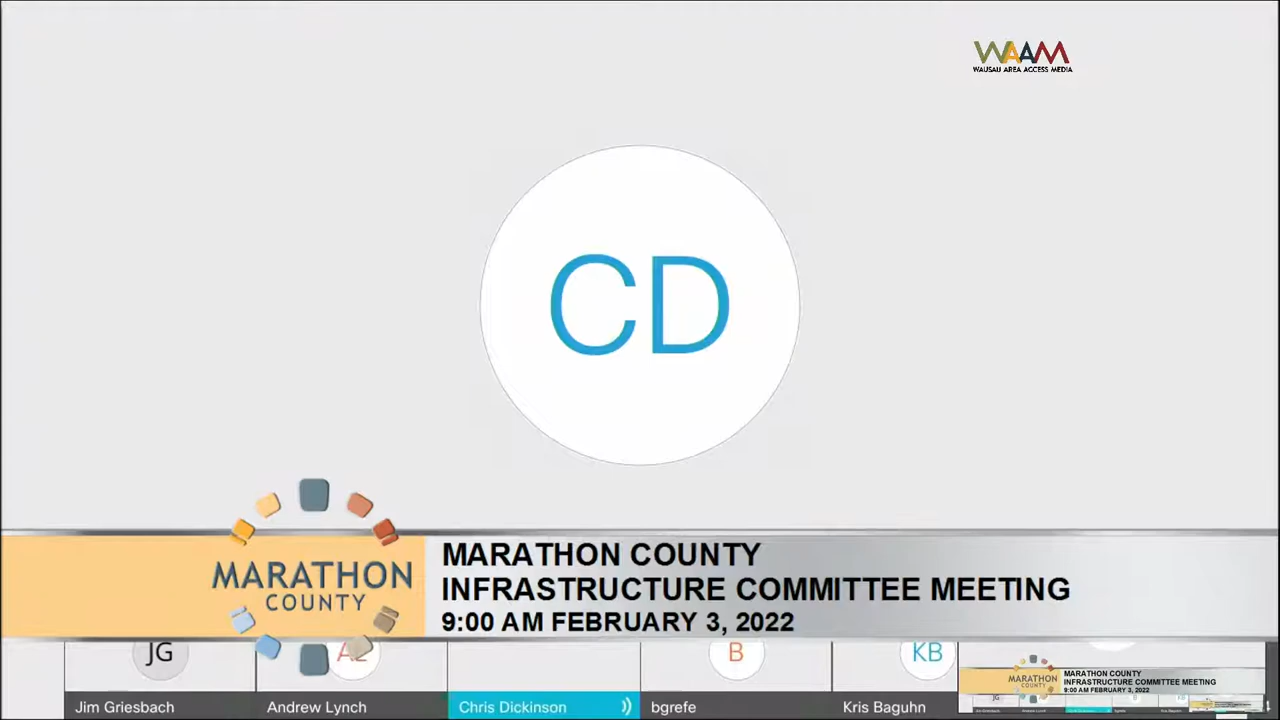 WAAM
WAUSAU AREA ACCESS MEDIA
CD
MARATHON
COUNTY
MARATHON COUNTY
INFRASTRUCTURE COMMITTEE MEETING
9:00 AM FEBRUARY 3, 2022
JG
B
KB
Jim Griesbach
Andrew Lynch
Chris Dickinson
bgrefe
Kris Baguhn
MARATHON
COUNTY
MARATHON COUNTY
INFRASTRUCTURE COMMITTEE MEETING
9:00 AM FEBRUARY 3, 2022